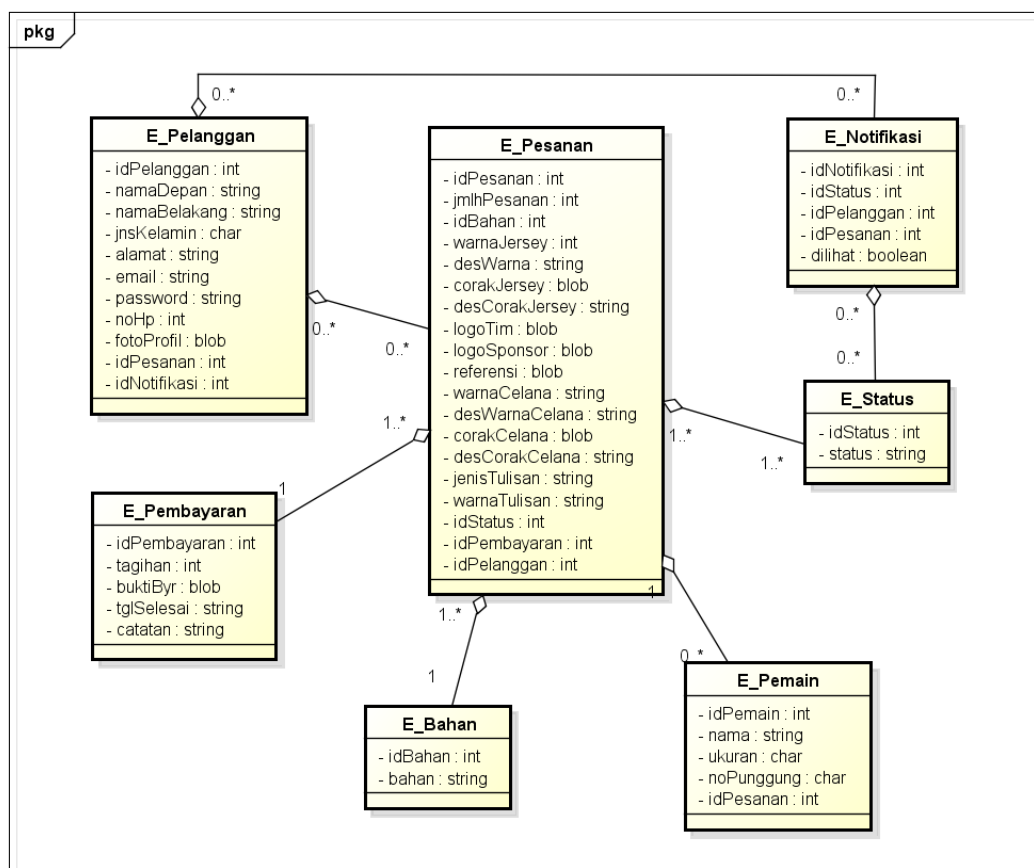 pkg
0..*
0..*
E_Pelanggan
- idPelanggan : int
- namaDepan : string
- namaBelakang : string
- jnsKelamin : char
- alamat : string
- email : string
- password : string
- noHp : int
- fotoProfil : blob
- idPesanan : int
- idNotifikasi : int
E_Pesanan
- idPesanan : int
- jmlhPesanan : int
- idBahan : int
- warnaJersey : int
- desWarna : string
- corakJersey : blob
- desCorakJersey : string
- logoTim : blob
- logoSponsor : blob
- referensi : blob
- warnaCelana : string
- desWarnaCelana : string
- corakCelana : blob
- desCorakCelana : string
- jenisTulisan : string
- warnaTulisan : string
- idStatus : int
- idPembayaran : int
- idPelanggan : int
E_Notifikasi
- idNotifikasi : int
- idStatus : int
- idPelanggan : int
- idPesanan : int
- dilihat : boolean
0..*
0..*
0..*
0..*
E_Status
- idStatus : int
- status : string
1..*
1..*
1..*
1
E_Pembayaran
- idPembayaran : int
- tagihan : int
- buktiByr : blob
- tglSelesai : string
- catatan : string
1..*
1
E_Bahan
- idBahan : int
- bahan : string
1
0..*
E_Pemain
- idPemain : int
- nama : string
- ukuran : char
- noPunggung : char
- idPesanan : int